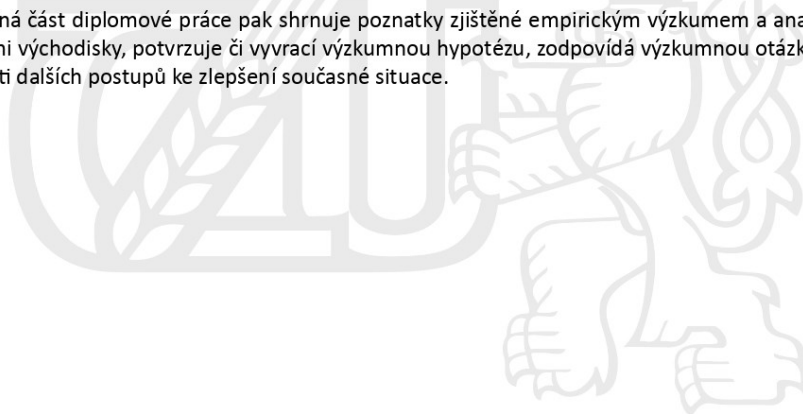 ná část diplomové práce pak shrnuje poznatky zjištěné empirickým výzkumem a ana
ni východisky, potvrzuje či vyvrací výzkumnou hypotézu, zodpovídá výzkumnou otázk
ti dalších postupů ke zlepšení současné situace.